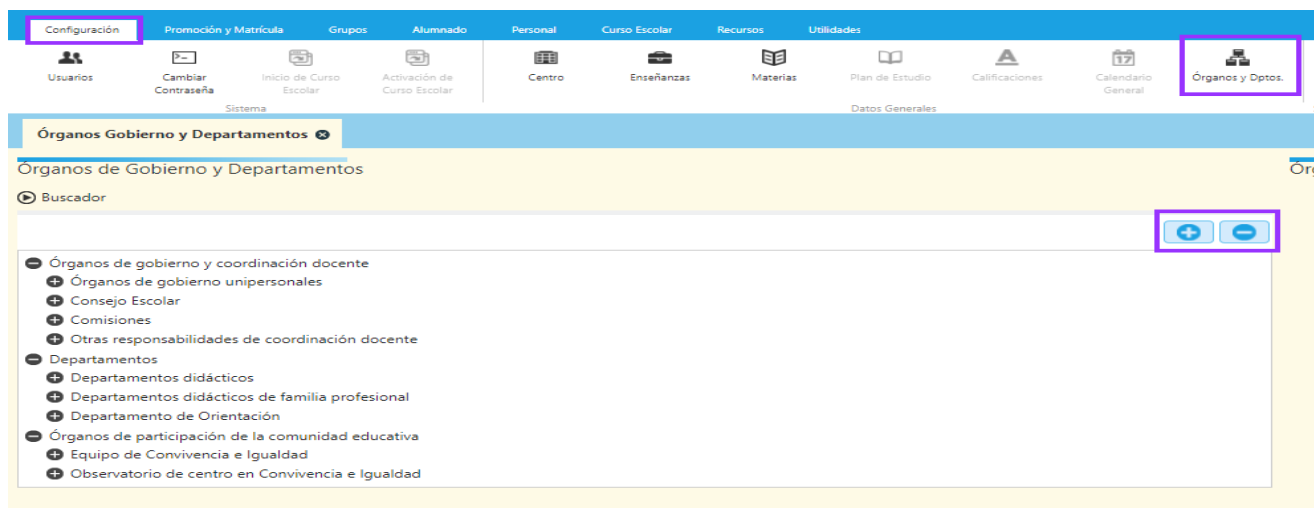 Configuración Promoción y Matrícula Grupos Alumnado Personal Curso Escolar Recursos Utilidades
Usuarios Cambiar Contraseña Inicio de Curso Escolar Activación de Curso Escolar Centro Enseñanzas Materias Plan de Estudio Calificaciones 17 Calendario General Órganos y Dptos.
Sistema Datos Generales
Órganos Gobierno y Departamentos
Órganos de Gobierno y Departamentos Órg
Buscador
Órganos de gobierno y coordinación docente
Órganos de gobierno unipersonales
Consejo Escolar
Comisiones
Otras responsabilidades de coordinación docente
Departamentos
Departamentos didácticos
Departamentos didácticos de familia profesional
Departamento de Orientación
Órganos de participación de la comunidad educativa
Equipo de Convivencia e Igualdad
Observatorio de centro en Convivencia e Igualdad